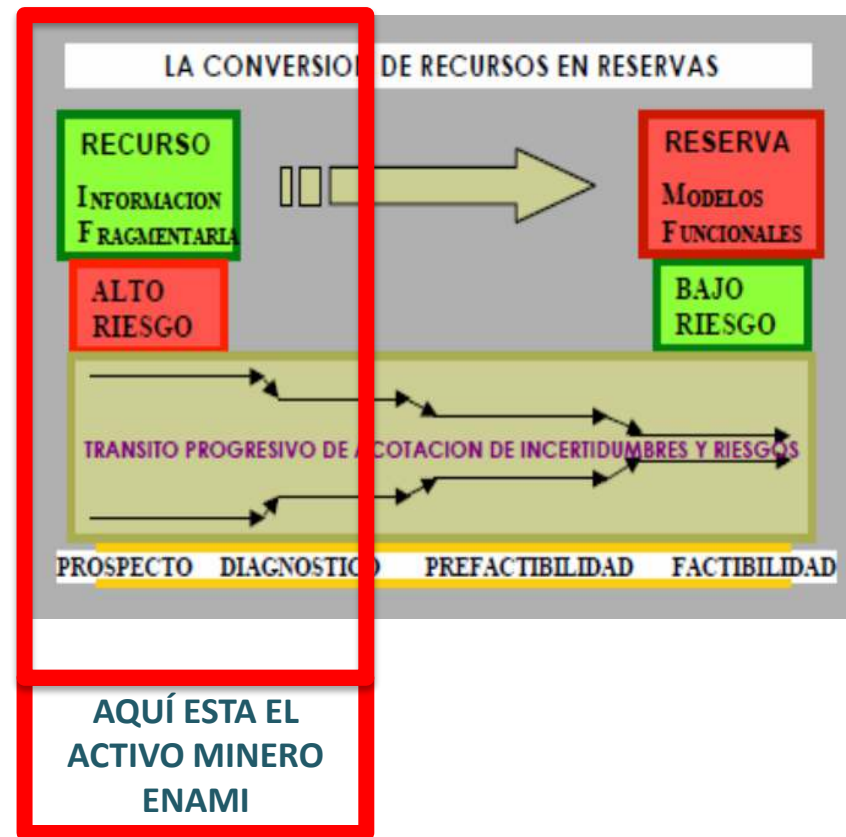 LA CONVERSION DE RECURSOS EN RESERVAS
RECURSO
INFORMACION
FRAGMENTARIA
RESERVA
MODELOS
FUNCIONALES
ALTO
RIESGO
BAJO
RIESGO
TRANSITO PROGRESIVO DE ACOTACION DE INCERTIDUMBRES Y RIESGOS
PROSPECTO DIAGNOSTICO PREFACTIBILIDAD FACTIBILIDAD
AQUÍ ESTA EL
ACTIVO MINERO
ENAMI